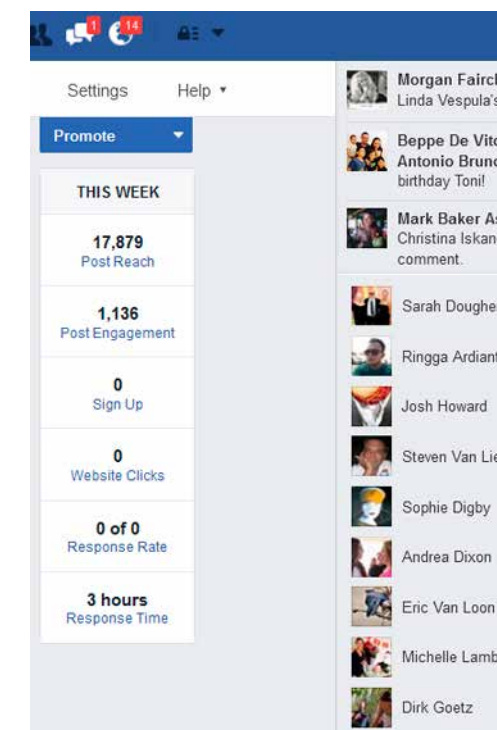 1
14
Settings Help
Promote
THIS WEEK
17,879
Post Reach
1,136
Post Engagement
0
Sign Up
0
Website Clicks
0 of 0
Response Rate
3 hours
Response Time
Morgan Fairc
Linda Vespula's
Beppe De Vito
Antonio Bruno
birthday Toni!
Mark Baker As
Christina Iskan
comment.
Sarah Doughe
Ringga Ardiant
Josh Howard
Steven Van Lie
Sophie Digby
Andrea Dixon
Eric Van Loon
Michelle Lamb
Dirk Goetz